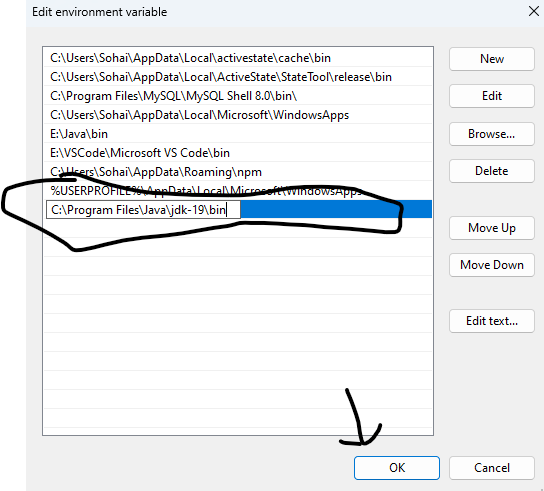 Edit environment variable
C:\Users\Sohai\AppData\Local\activestate\cache\bin
New
C:\Users\Sohai\AppData\Local\ActiveState\StateTool\release\bin
C:\Program Files\MySQL\MySQL Shell 8.0\bin\
Edit
C:\Users\Sohai\AppData\Local\Microsoft\WindowsApps
E:\Java\bin
Browse...
E:\VSCode\Microsoft VS Code\bin
C:\Users\Sohai\AppData\Roaming\npm
Delete
%USERPROFILE%\AppData\Local\Microsoft\WindowsApps
C:\Program Files\Java\jdk-19\bin
Move Up
Move Down
Edit text...
OK
Cancel